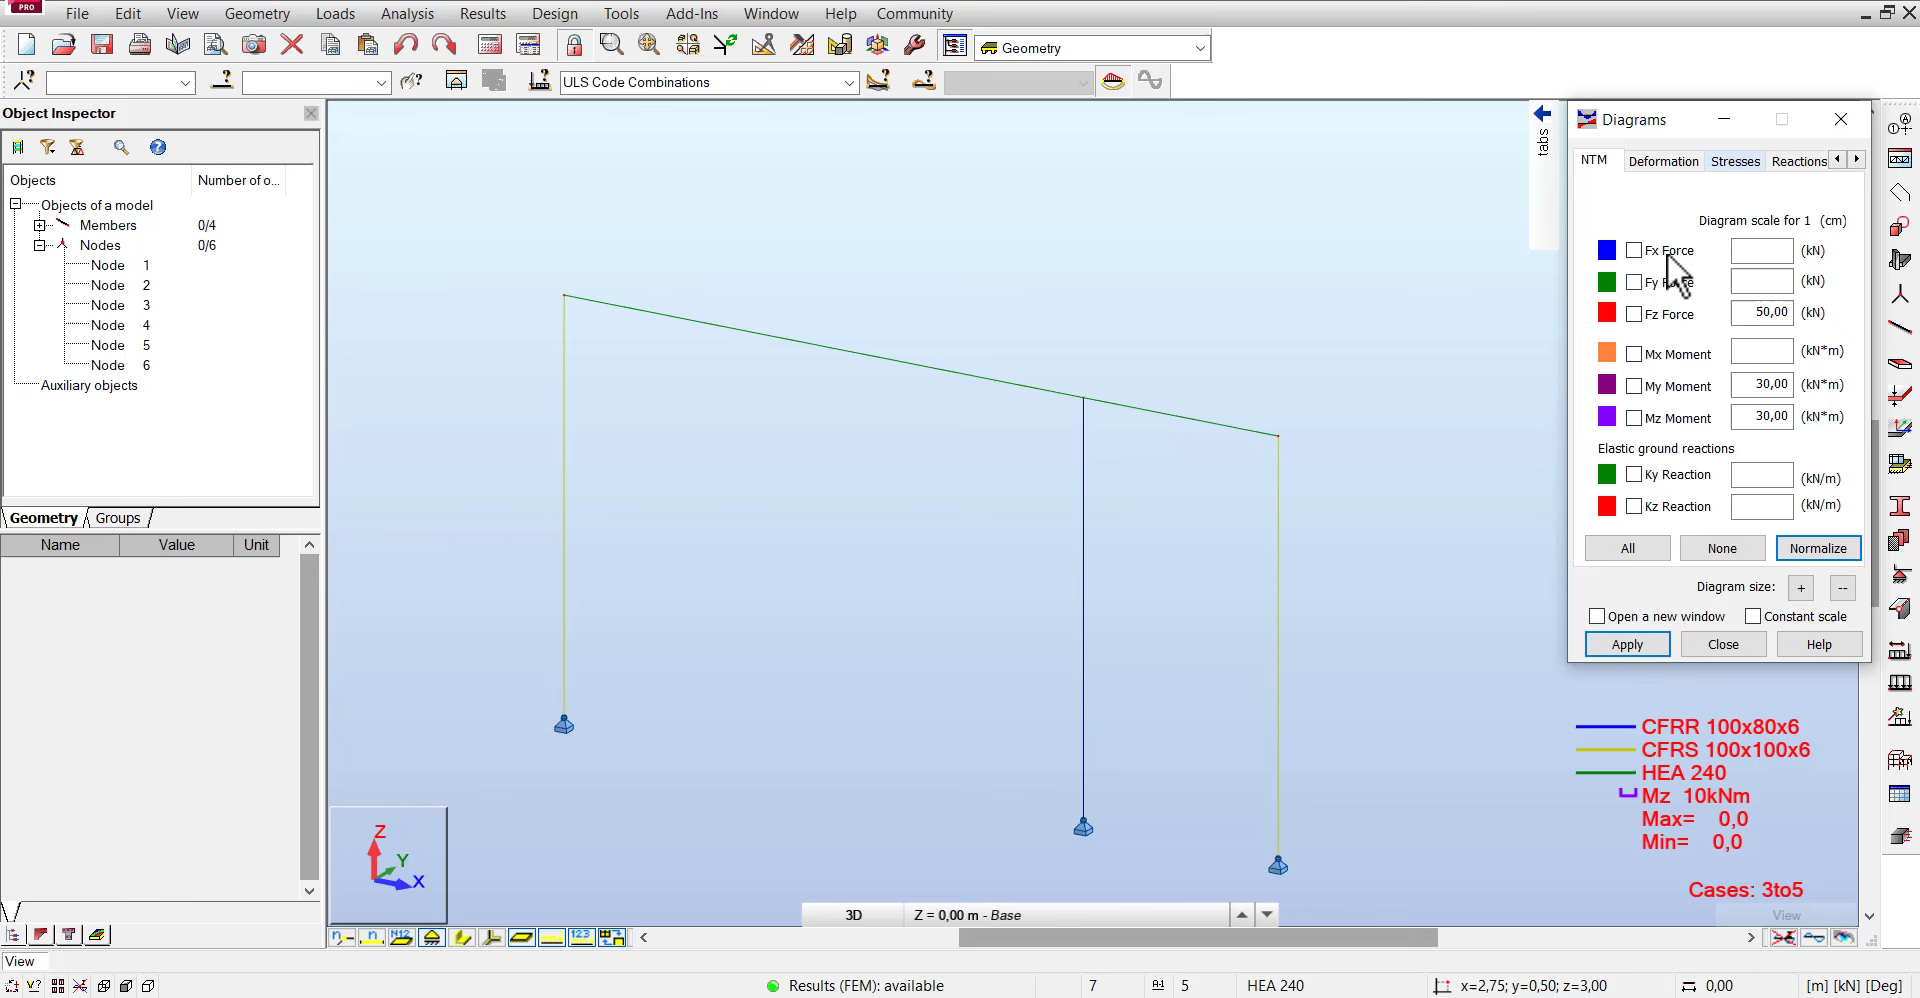 PRO File Edit View Geometry Loads Analysis Results Design Tools Add-Ins Window Help Community
Geometry
ULS Code Combinations
Object Inspector
Objects Number of o...
Objects of a model
Members 0/4
Nodes 0/6
Node 1
Node 2
Node 3
Node 4
Node 5
Node 6
Auxiliary objects
Geometry Groups
Name Value Unit
tabs
Diagrams
NTM Deformation Stresses Reactions
Diagram scale for 1 (cm)
Fx Force (kN)
Fy Force (kN)
Fz Force 50,00 (kN)
Mx Moment (kN*m)
My Moment 30,00 (kN*m)
Mz Moment 30,00 (kN*m)
Elastic ground reactions
Ky Reaction (kN/m)
Kz Reaction (kN/m)
All None Normalize
Diagram size: + --
Open a new window Constant scale
Apply Close Help
CFRR 100x80x6
CFRS 100x100x6
HEA 240
Mz 10kNm
Max= 0,0
Min= 0,0
Cases: 3to5
Z
Y
X
3D Z = 0,00 m - Base
View
View
Results (FEM): available 7 5 HEA 240 x=2,75; y=0,50; z=3,00 0,00 [m] [kN] [Deg]